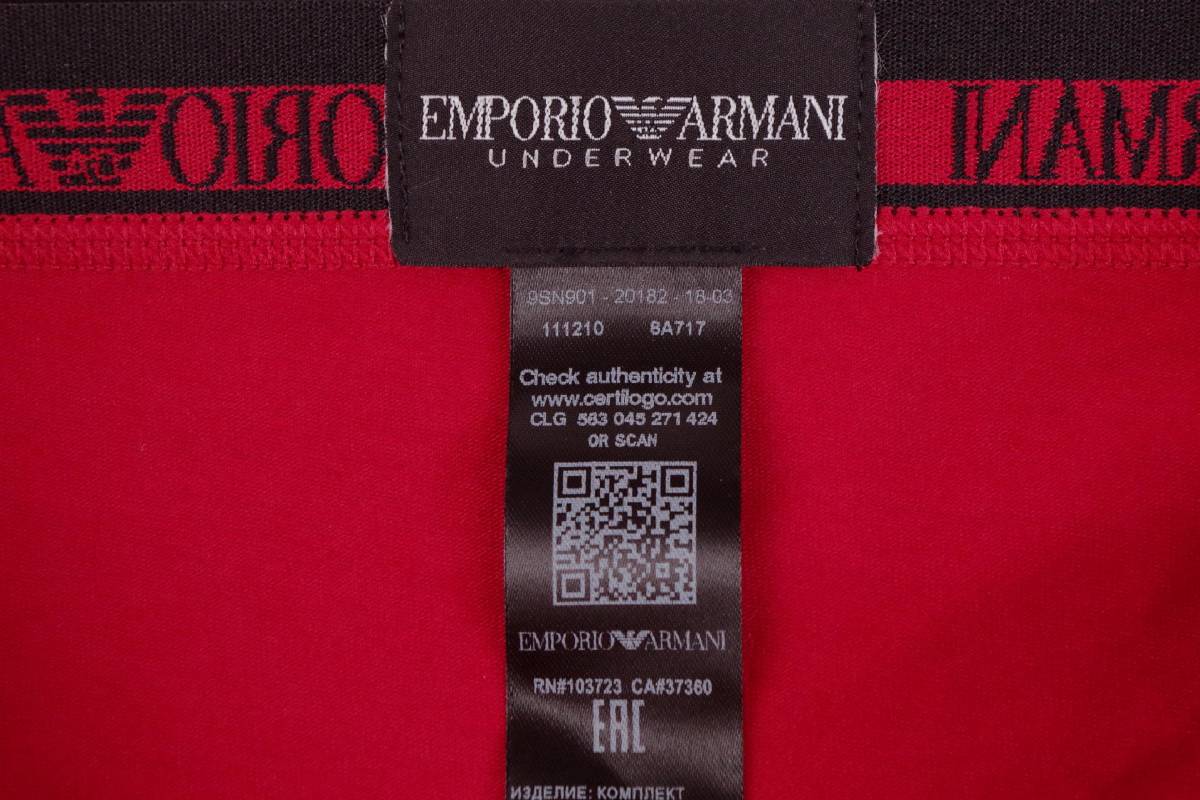 EMPORIO ARMANI
UNDERWEAR
ORIO A
RMANI
9SN901 - 20182 - 18-03
111210 8A717
Check authenticity at
www.certilogo.com
CLG 563 045 271 424
OR SCAN
EMPORIO ARMANI
RN#103723 CA#37360
EAC
ИЗДЕЛИЕ: КОМПЛЕКТ